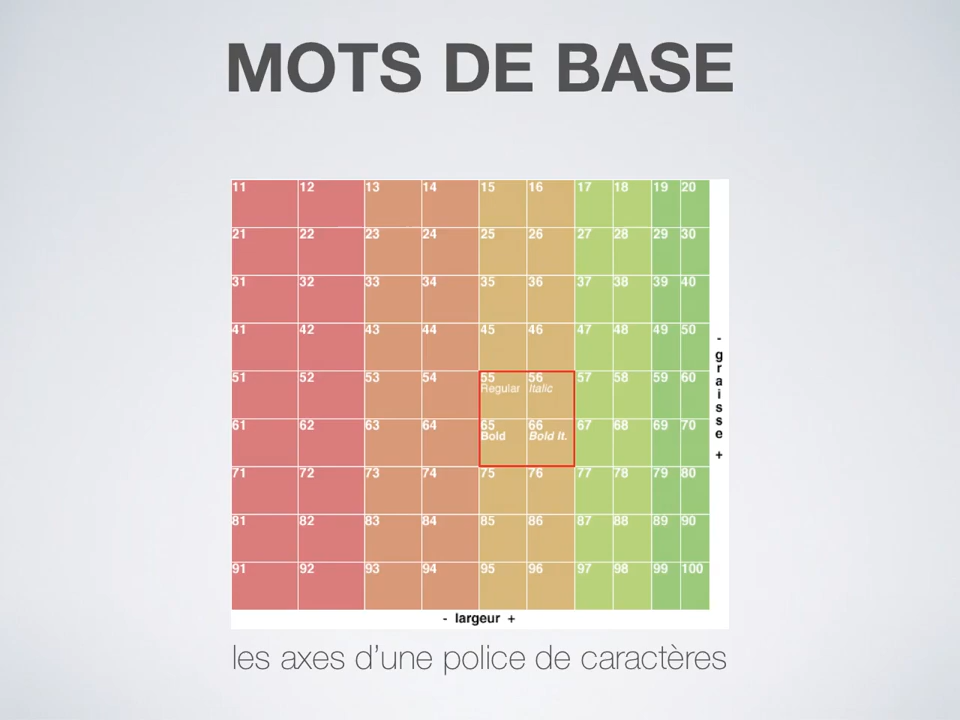 MOTS DE BASE
11 12 13 14 15 16 17 18 19 20
21 22 23 24 25 26 27 28 29 30
31 32 33 34 35 36 37 38 39 40
41 42 43 44 45 46 47 48 49 50
51 52 53 54 55 56 57 58 59 60
Regular Italic
61 62 63 64 65 66 67 68 69 70
Bold Bold It.
71 72 73 74 75 76 77 78 79 80
81 82 83 84 85 86 87 88 89 90
91 92 93 94 95 96 97 98 99 100
- graisse +
- largeur +
les axes d’une police de caractères